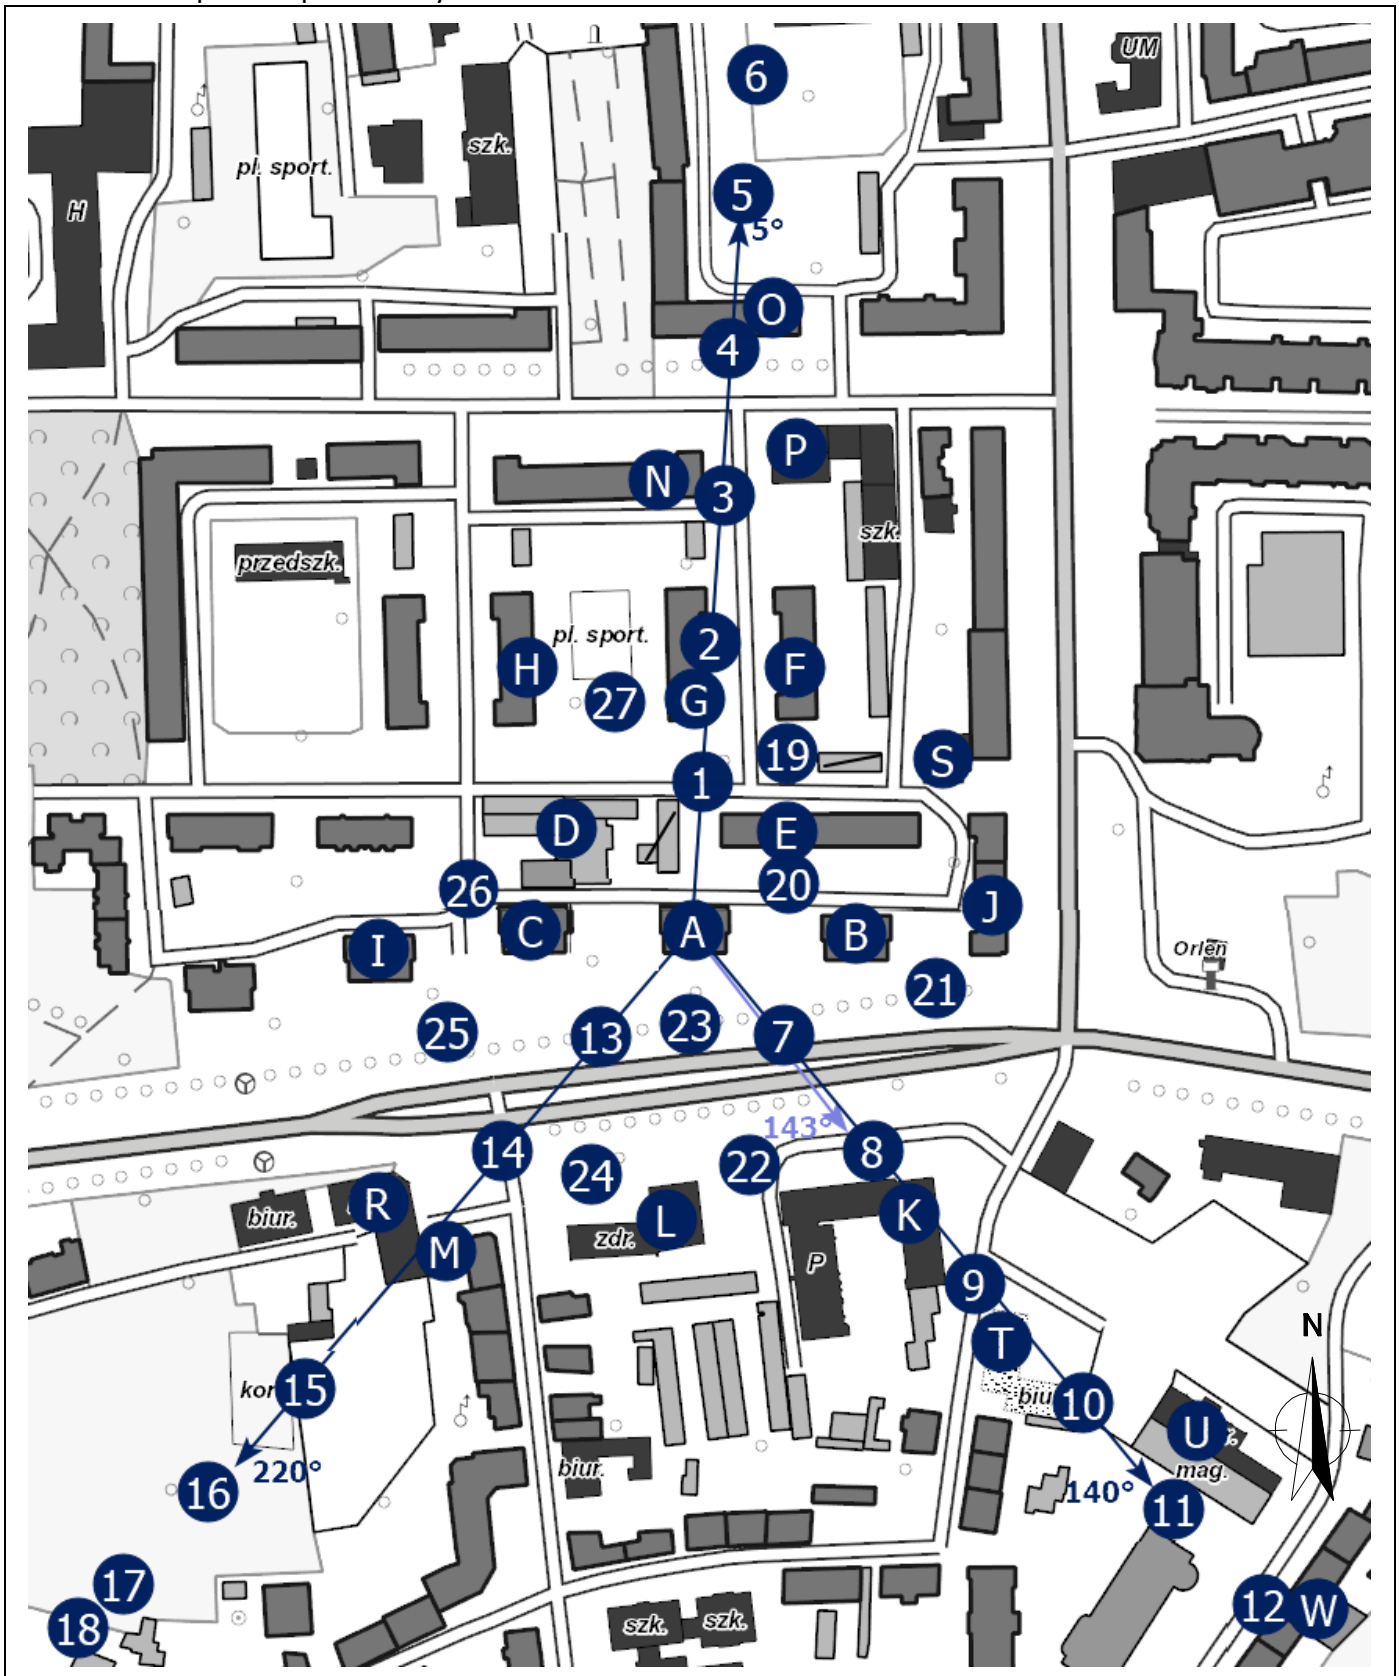 UM
6
szk.
pl. sport.
5
H
5°
O
4
P
N
3
szk.
przedszk.
2
pl. sport.
H
F
G
27
19
S
1
D
E
20
26
J
C
A
B
I
Orlen
21
23
25
13
7
143°
14
8
24
22
R
biur.
L
K
zdr.
M
P
9
N
T
15
10
U
mag.
biur.
220°
140°
16
11
17
12
W
18
szk.
szk.